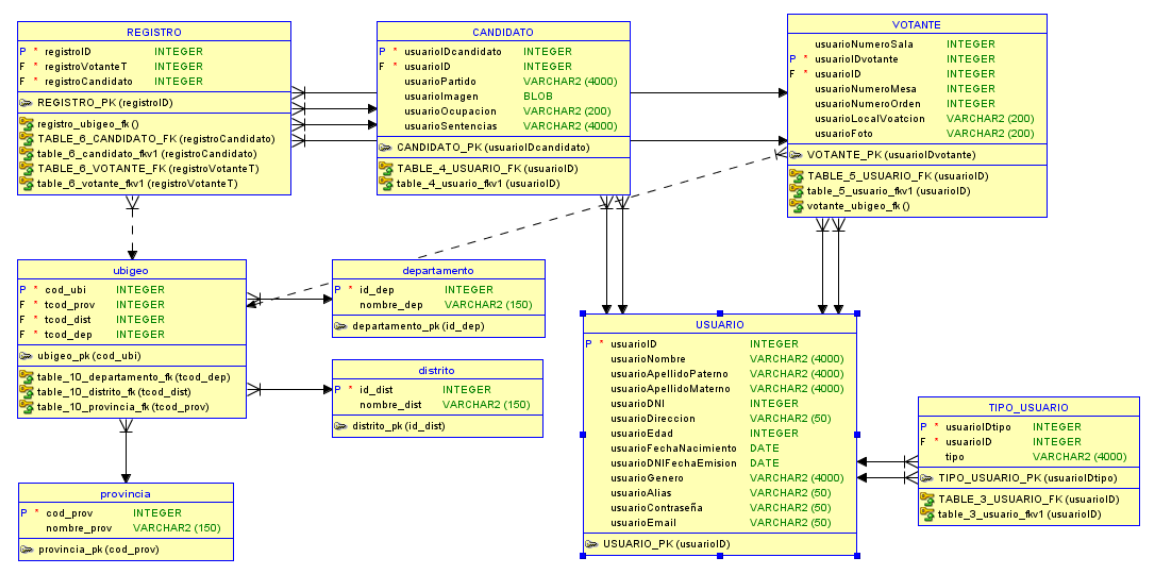 REGISTRO
P * registroID INTEGER
F * registroVotanteT INTEGER
F * registroCandidato INTEGER
REGISTRO_PK (registroID)
registro_ubigeo_fk ()
TABLE_6_CANDIDATO_FK (registroCandidato)
table_6_candidato_fkv1 (registroCandidato)
TABLE_6_VOTANTE_FK (registroVotanteT)
table_6_votante_fkv1 (registroVotanteT)
CANDIDATO
P * usuarioIDcandidato INTEGER
F * usuarioID INTEGER
usuarioPartido VARCHAR2 (4000)
usuarioImagen BLOB
usuarioOcupacion VARCHAR2 (200)
usuarioSentencias VARCHAR2 (4000)
CANDIDATO_PK (usuarioIDcandidato)
TABLE_4_USUARIO_FK (usuarioID)
table_4_usuario_fkv1 (usuarioID)
VOTANTE
usuarioNumeroSala INTEGER
P * usuarioIDvotante INTEGER
F * usuarioID INTEGER
usuarioNumeroMesa INTEGER
usuarioNumeroOrden INTEGER
usuarioLocalVoatcion VARCHAR2 (200)
usuarioFoto VARCHAR2 (200)
VOTANTE_PK (usuarioIDvotante)
TABLE_5_USUARIO_FK (usuarioID)
table_5_usuario_fkv1 (usuarioID)
votante_ubigeo_fk ()
ubigeo
P * cod_ubi INTEGER
F * tcod_prov INTEGER
F * tcod_dist INTEGER
F * tcod_dep INTEGER
ubigeo_pk (cod_ubi)
table_10_departamento_fk (tcod_dep)
table_10_distrito_fk (tcod_dist)
table_10_provincia_fk (tcod_prov)
departamento
P * id_dep INTEGER
nombre_dep VARCHAR2 (150)
departamento_pk (id_dep)
distrito
P * id_dist INTEGER
nombre_dist VARCHAR2 (150)
distrito_pk (id_dist)
provincia
P * cod_prov INTEGER
nombre_prov VARCHAR2 (150)
provincia_pk (cod_prov)
USUARIO
P * usuarioID INTEGER
usuarioNombre VARCHAR2 (4000)
usuarioApellidoPaterno VARCHAR2 (4000)
usuarioApellidoMaterno VARCHAR2 (4000)
usuarioDNI INTEGER
usuarioDireccion VARCHAR2 (50)
usuarioEdad INTEGER
usuarioFechaNacimiento DATE
usuarioDNIFechaEmision DATE
usuarioGenero VARCHAR2 (4000)
usuarioAlias VARCHAR2 (50)
usuarioContraseña VARCHAR2 (50)
usuarioEmail VARCHAR2 (50)
USUARIO_PK (usuarioID)
TIPO_USUARIO
P * usuarioIDtipo INTEGER
F * usuarioID INTEGER
tipo VARCHAR2 (4000)
TIPO_USUARIO_PK (usuarioIDtipo)
TABLE_3_USUARIO_FK (usuarioID)
table_3_usuario_fkv1 (usuarioID)